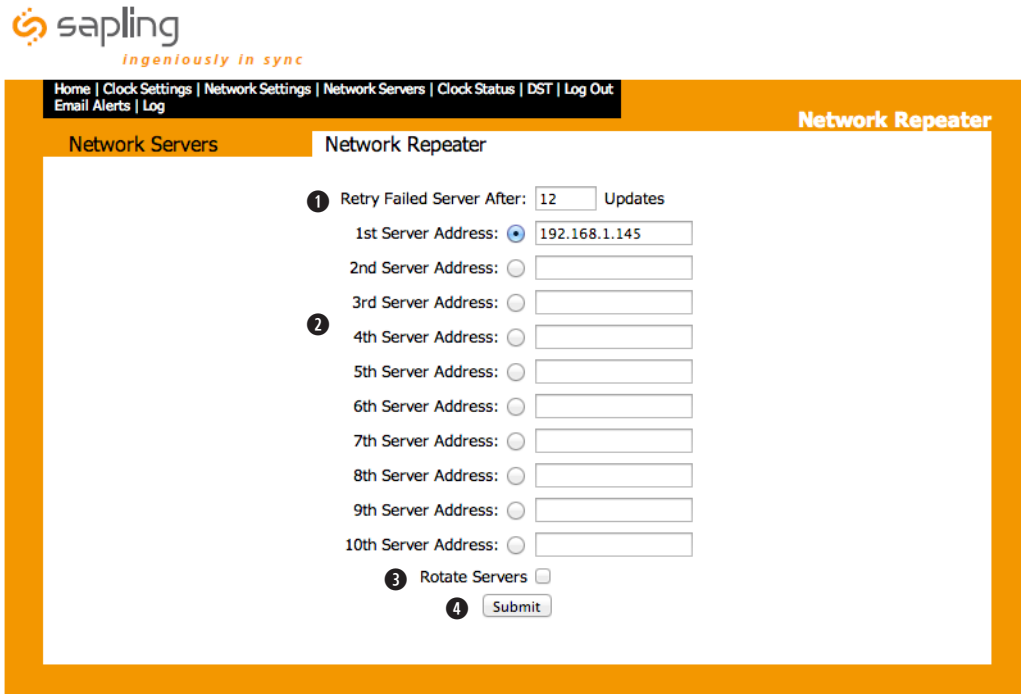 sapling
ingeniously in sync
Home | Clock Settings | Network Settings | Network Servers | Clock Status | DST | Log Out
Email Alerts | Log
Network Repeater
Network Servers
Network Repeater
1 Retry Failed Server After: 12 Updates
1st Server Address: 192.168.1.145
2nd Server Address:
3rd Server Address:
2
4th Server Address:
5th Server Address:
6th Server Address:
7th Server Address:
8th Server Address:
9th Server Address:
10th Server Address:
3 Rotate Servers
4 Submit